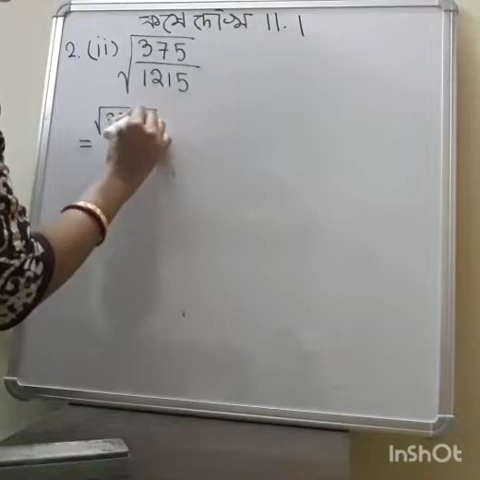 কষে দেখি 11.1
2. (ii) √375/1215
= √
InShOt